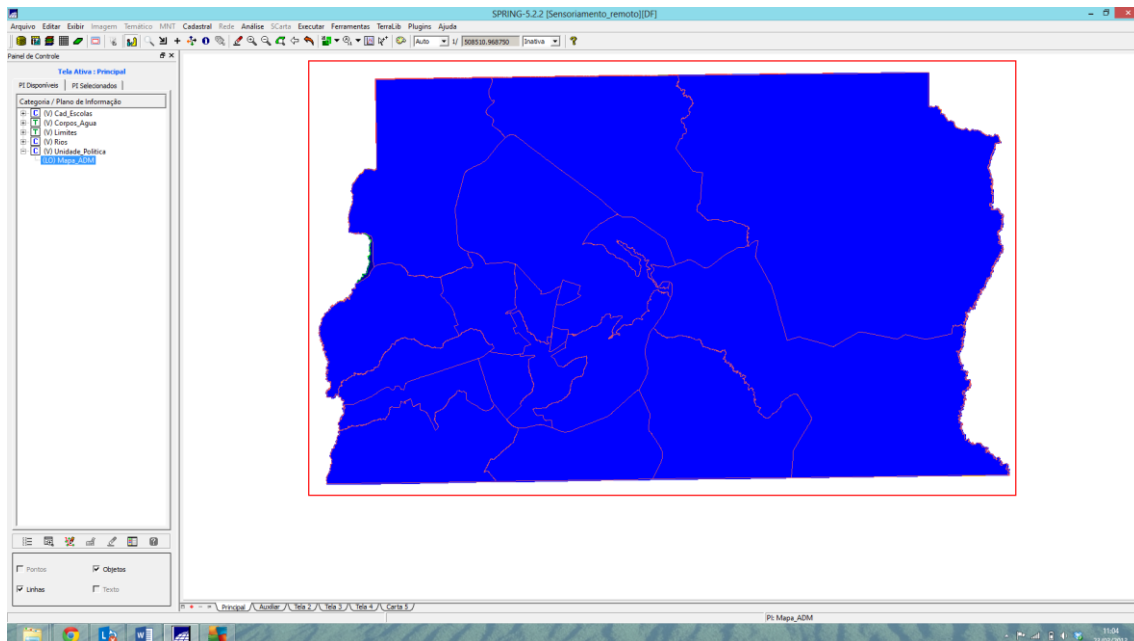 SPRING-5.2.2 [Sensoriamento_remoto][DF]
Arquivo Editar Exibir Imagem Temático MNT Cadastral Rede Análise SCarta Executar Ferramentas TerraLib Plugins Ajuda
Auto 1/ 508510.968750 Inativa
Painel de Controle
Tela Ativa : Principal
PI Disponíveis PI Selecionados
Categoria / Plano de Informação
C (V) Cad_Escolas
T (V) Corpos_Agua
T (V) Limites
C (V) Rios
C (V) Unidade_Politica
(LO) Mapa_ADM
Pontos Objetos
Linhas Texto
Principal Auxiliar Tela 2 Tela 3 Tela 4 Carta 5
PI: Mapa_ADM
11:04